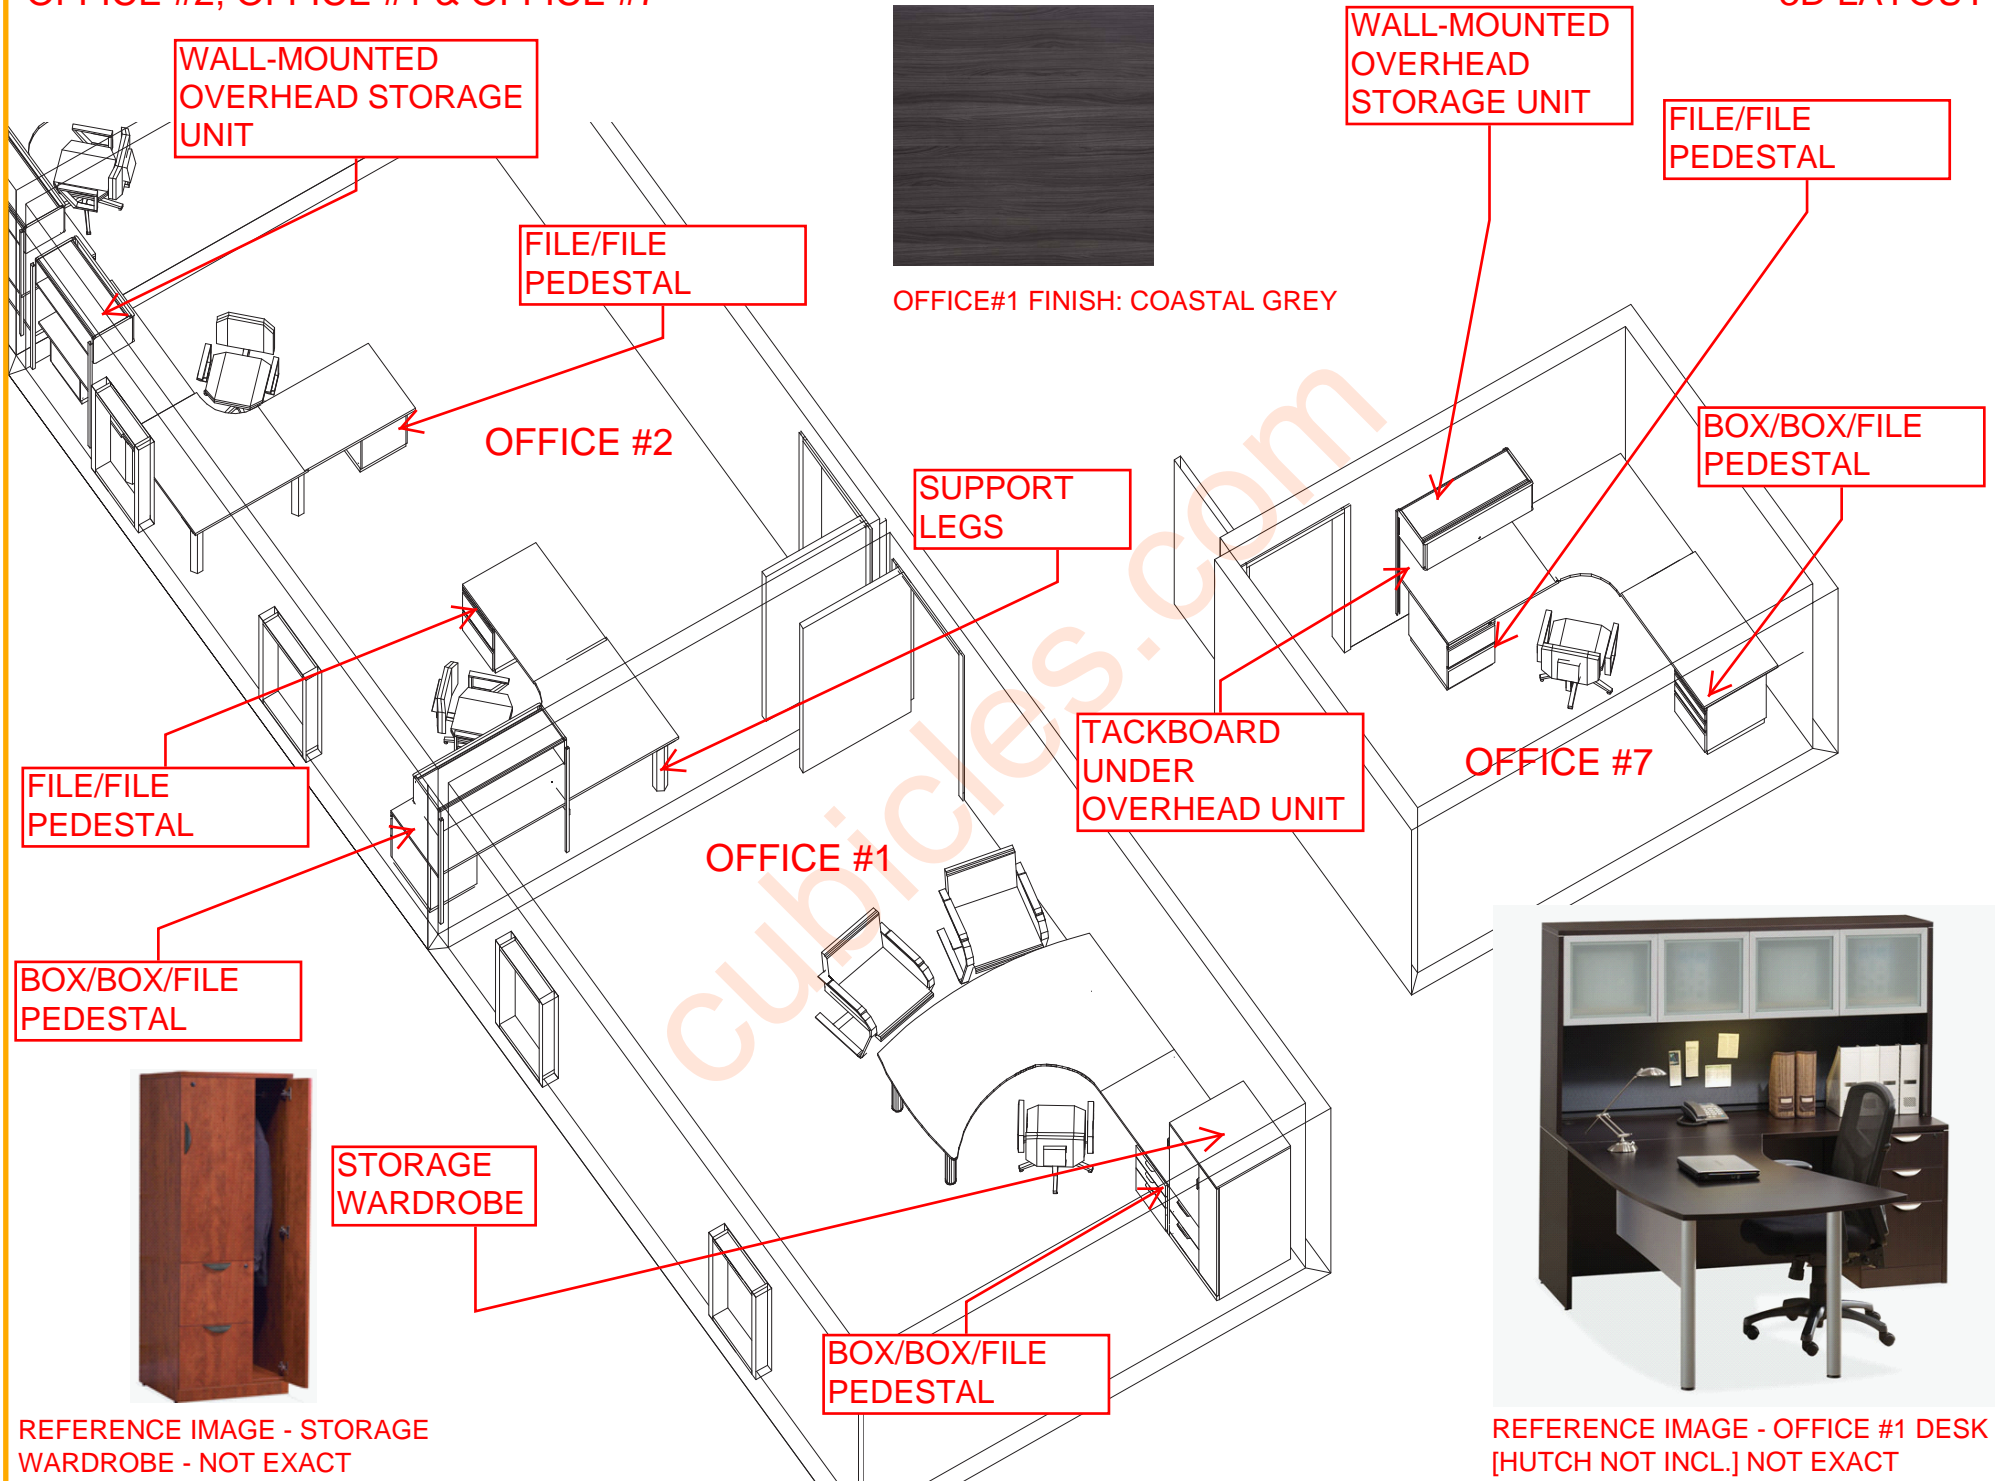 WALL-MOUNTED
OVERHEAD STORAGE
UNIT
WALL-MOUNTED
OVERHEAD
STORAGE UNIT
FILE/FILE
PEDESTAL
FILE/FILE
PEDESTAL
OFFICE#1 FINISH: COASTAL GREY
OFFICE #2
BOX/BOX/FILE
PEDESTAL
SUPPORT
LEGS
TACKBOARD
UNDER
OVERHEAD UNIT
OFFICE #7
FILE/FILE
PEDESTAL
OFFICE #1
BOX/BOX/FILE
PEDESTAL
cubicles.com
STORAGE
WARDROBE
BOX/BOX/FILE
PEDESTAL
REFERENCE IMAGE - STORAGE
WARDROBE - NOT EXACT
REFERENCE IMAGE - OFFICE #1 DESK
[HUTCH NOT INCL.] NOT EXACT